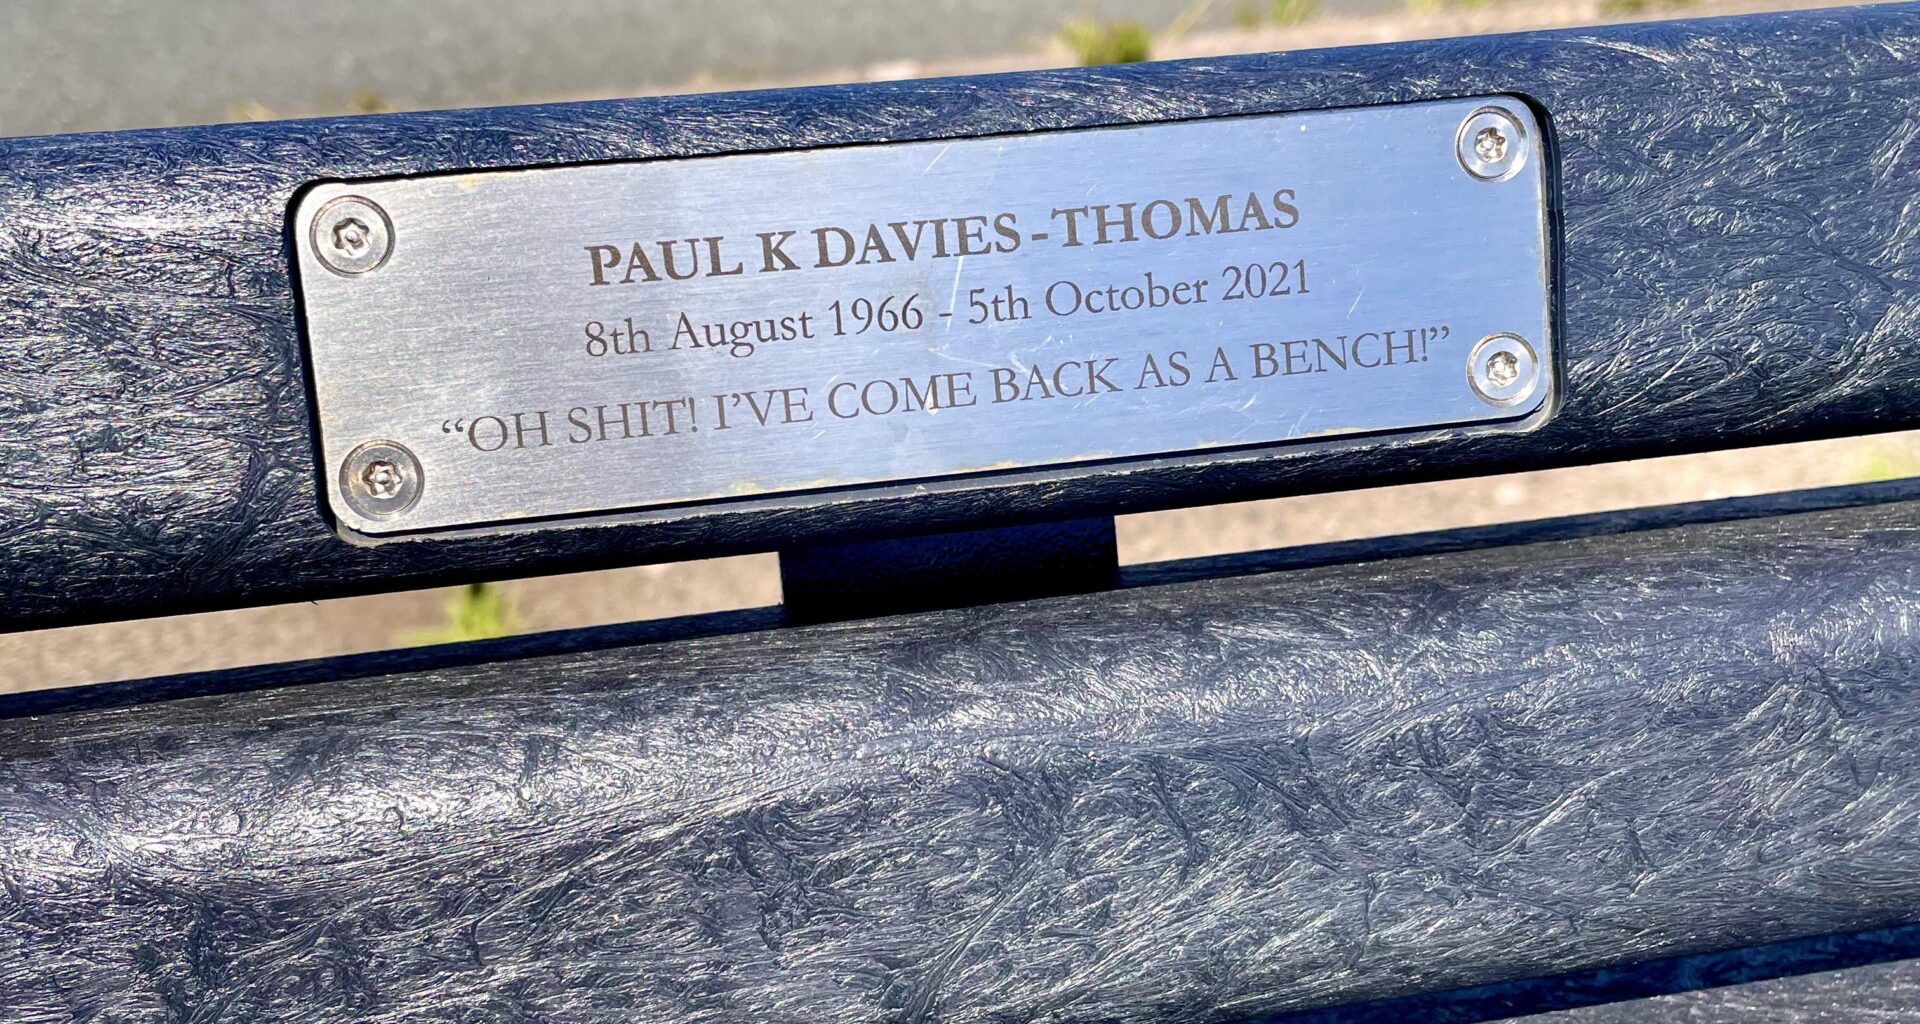 PAUL K DAVIES-THOMAS
8th August 1966 - 5th October 2021
“OH SHIT! I’VE COME BACK AS A BENCH!”